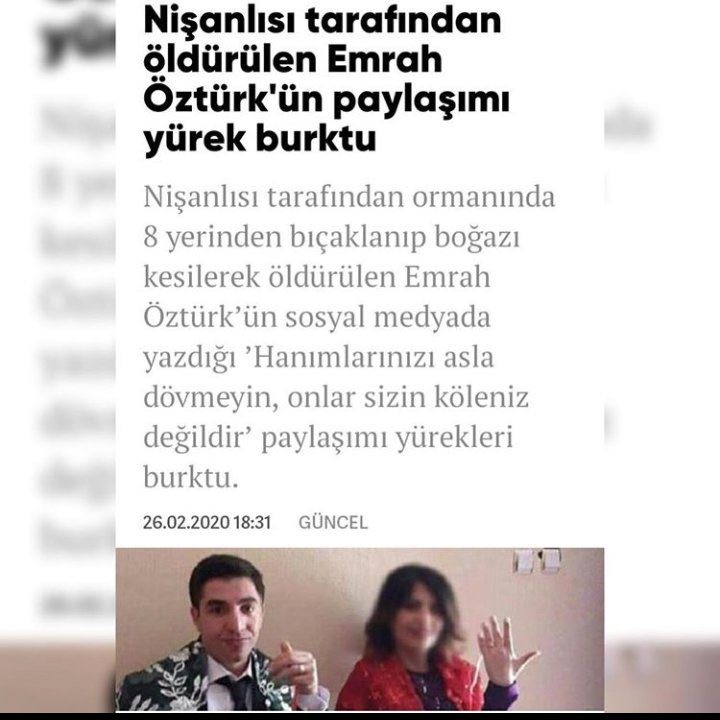 Nişanlısı tarafından
öldürülen Emrah
Öztürk'ün paylaşımı
yürek burktu
Nişanlısı tarafından ormanında
8 yerinden bıçaklanıp boğazı
kesilerek öldürülen Emrah
Öztürk’ün sosyal medyada
yazdığı ’Hanımlarınızı asla
dövmeyin, onlar sizin köleniz
değildir’ paylaşımı yürekleri
burktu.
26.02.2020 18:31 GÜNCEL